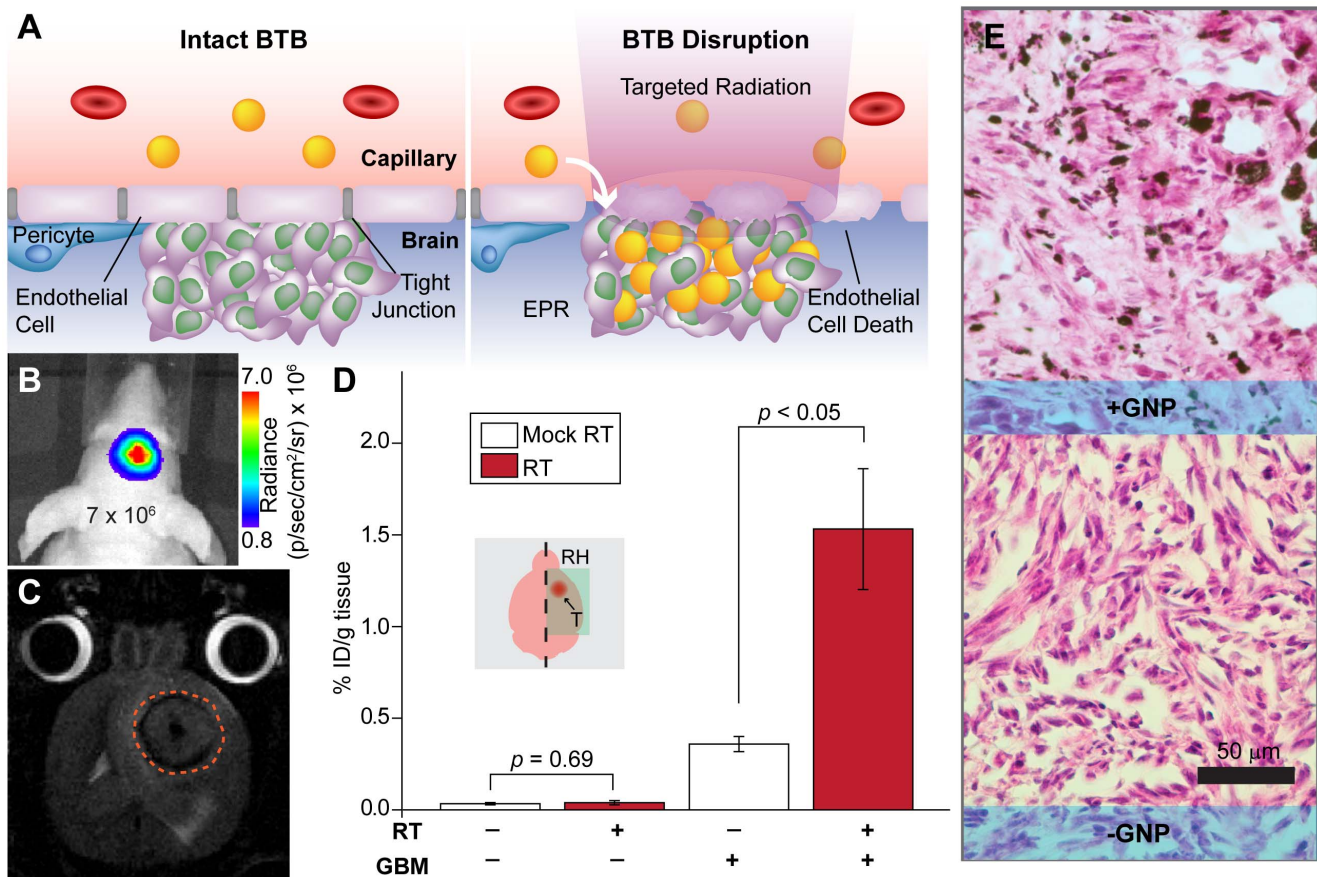 A
Intact BTB
Capillary
Pericyte
Brain
Endothelial
Cell
Tight
Junction
BTB Disruption
Targeted Radiation
EPR
Endothelial
Cell Death
B
7 x 10⁶
7.0
0.8
Radiance
(p/sec/cm²/sr) x 10⁶
C
D
% ID/g tissue
2.0
1.5
1.0
0.5
0.0
Mock RT
RT
RH
T
p = 0.69
p < 0.05
RT – + – +
GBM – – + +
E
+GNP
50 μm
-GNP